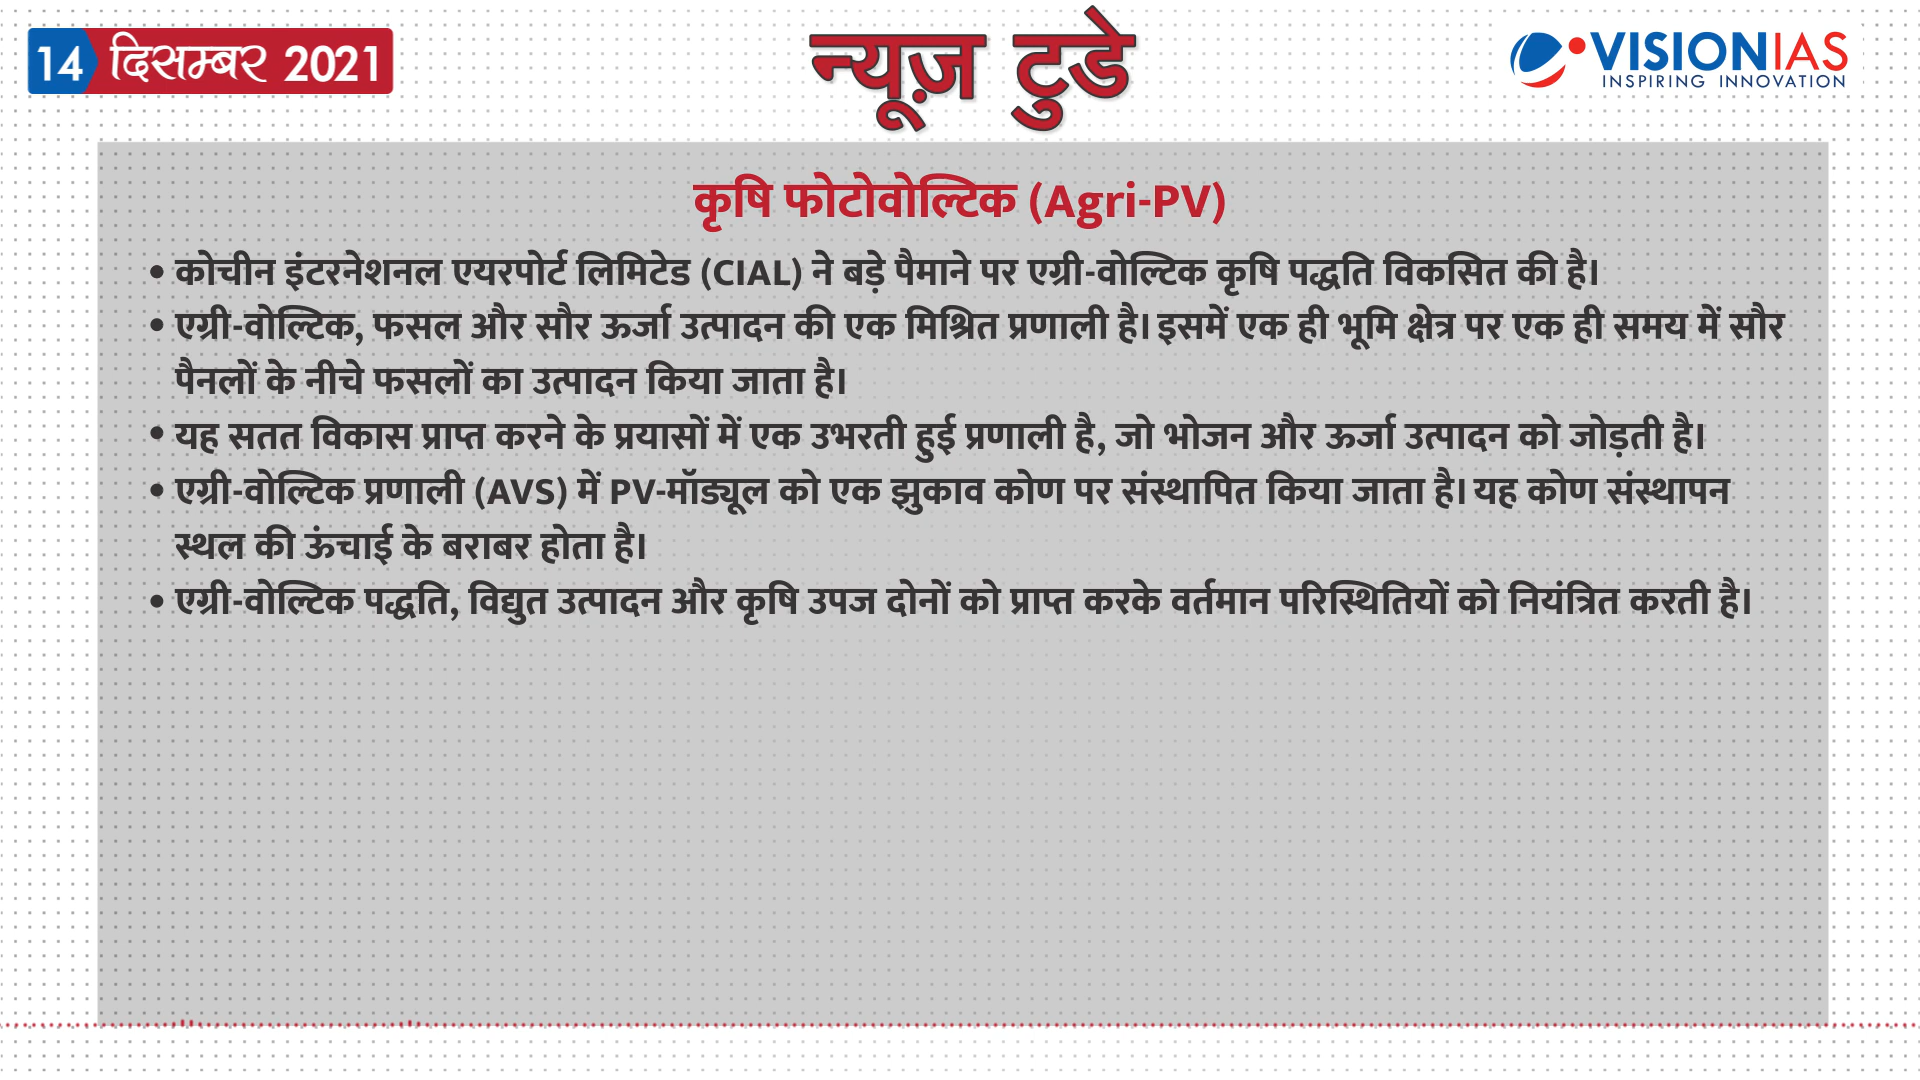 14 दिसम्बर 2021
न्यूज़ टुडे
VISIONIAS
INSPIRING INNOVATION
कृषि फोटोवोल्टिक (Agri-PV)
• कोचीन इंटरनेशनल एयरपोर्ट लिमिटेड (CIAL) ने बड़े पैमाने पर एग्री-वोल्टिक कृषि पद्धति विकसित की है।
• एग्री-वोल्टिक, फसल और सौर ऊर्जा उत्पादन की एक मिश्रित प्रणाली है। इसमें एक ही भूमि क्षेत्र पर एक ही समय में सौर
पैनलों के नीचे फसलों का उत्पादन किया जाता है।
• यह सतत विकास प्राप्त करने के प्रयासों में एक उभरती हुई प्रणाली है, जो भोजन और ऊर्जा उत्पादन को जोड़ती है।
• एग्री-वोल्टिक प्रणाली (AVS) में PV-मॉड्यूल को एक झुकाव कोण पर संस्थापित किया जाता है। यह कोण संस्थापन
स्थल की ऊंचाई के बराबर होता है।
• एग्री-वोल्टिक पद्धति, विद्युत उत्पादन और कृषि उपज दोनों को प्राप्त करके वर्तमान परिस्थितियों को नियंत्रित करती है।